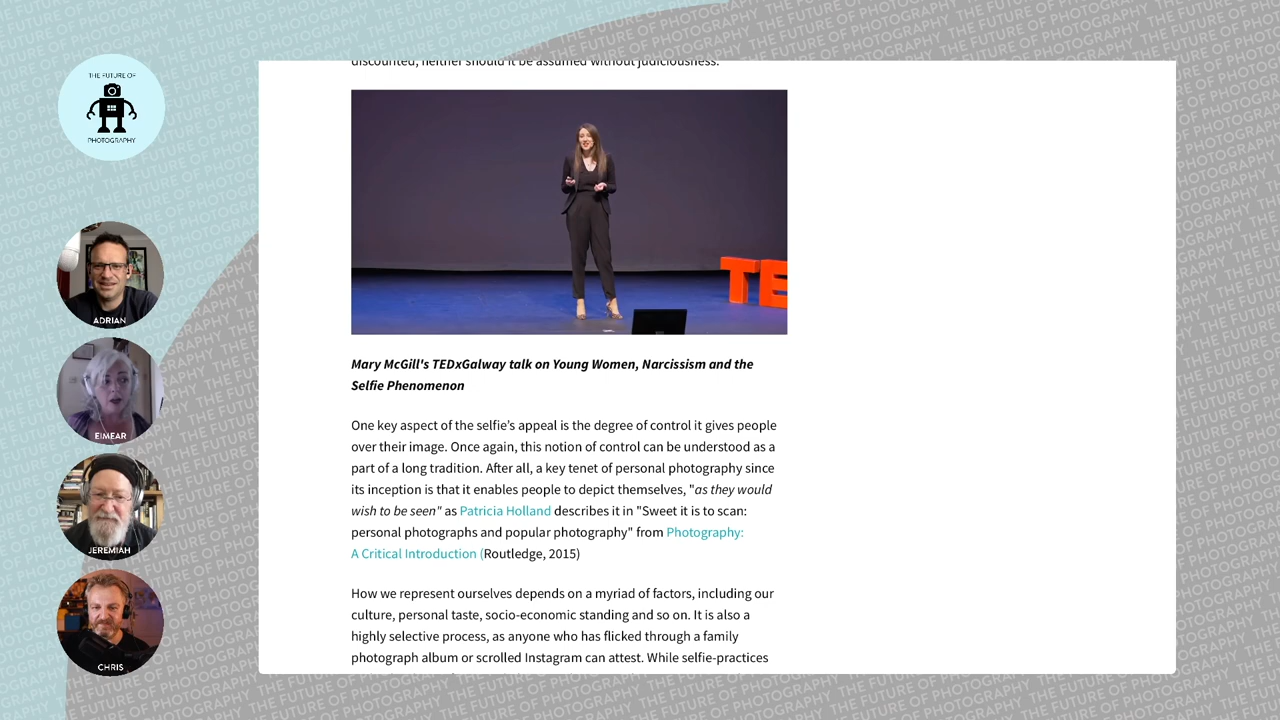 THE FUTURE OF
PHOTOGRAPHY
ADRIAN
EIMEAR
JEREMIAH
CHRIS
discounted, neither should it be assumed without judiciousness.
TE
Mary McGill's TEDxGalway talk on Young Women, Narcissism and the
Selfie Phenomenon
One key aspect of the selfie's appeal is the degree of control it gives people
over their image. Once again, this notion of control can be understood as a
part of a long tradition. After all, a key tenet of personal photography since
its inception is that it enables people to depict themselves, "as they would
wish to be seen" as Patricia Holland describes it in "Sweet it is to scan:
personal photographs and popular photography" from Photography:
A Critical Introduction (Routledge, 2015)
How we represent ourselves depends on a myriad of factors, including our
culture, personal taste, socio-economic standing and so on. It is also a
highly selective process, as anyone who has flicked through a family
photograph album or scrolled Instagram can attest. While selfie-practices